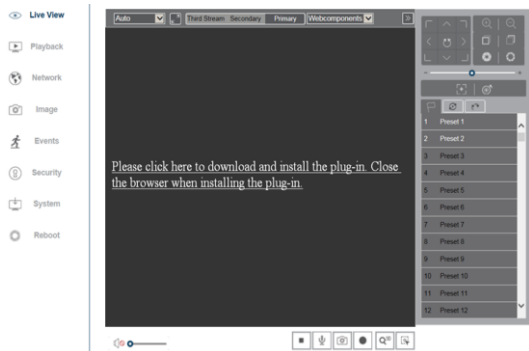 Live View
Playback
Network
Image
Events
Security
System
Reboot
Auto Third Stream Secondary Primary Webcomponents
Please click here to download and install the plug-in. Close
the browser when installing the plug-in.
1 Preset 1
2 Preset 2
3 Preset 3
4 Preset 4
5 Preset 5
6 Preset 6
7 Preset 7
8 Preset 8
9 Preset 9
10 Preset 10
11 Preset 11
12 Preset 12